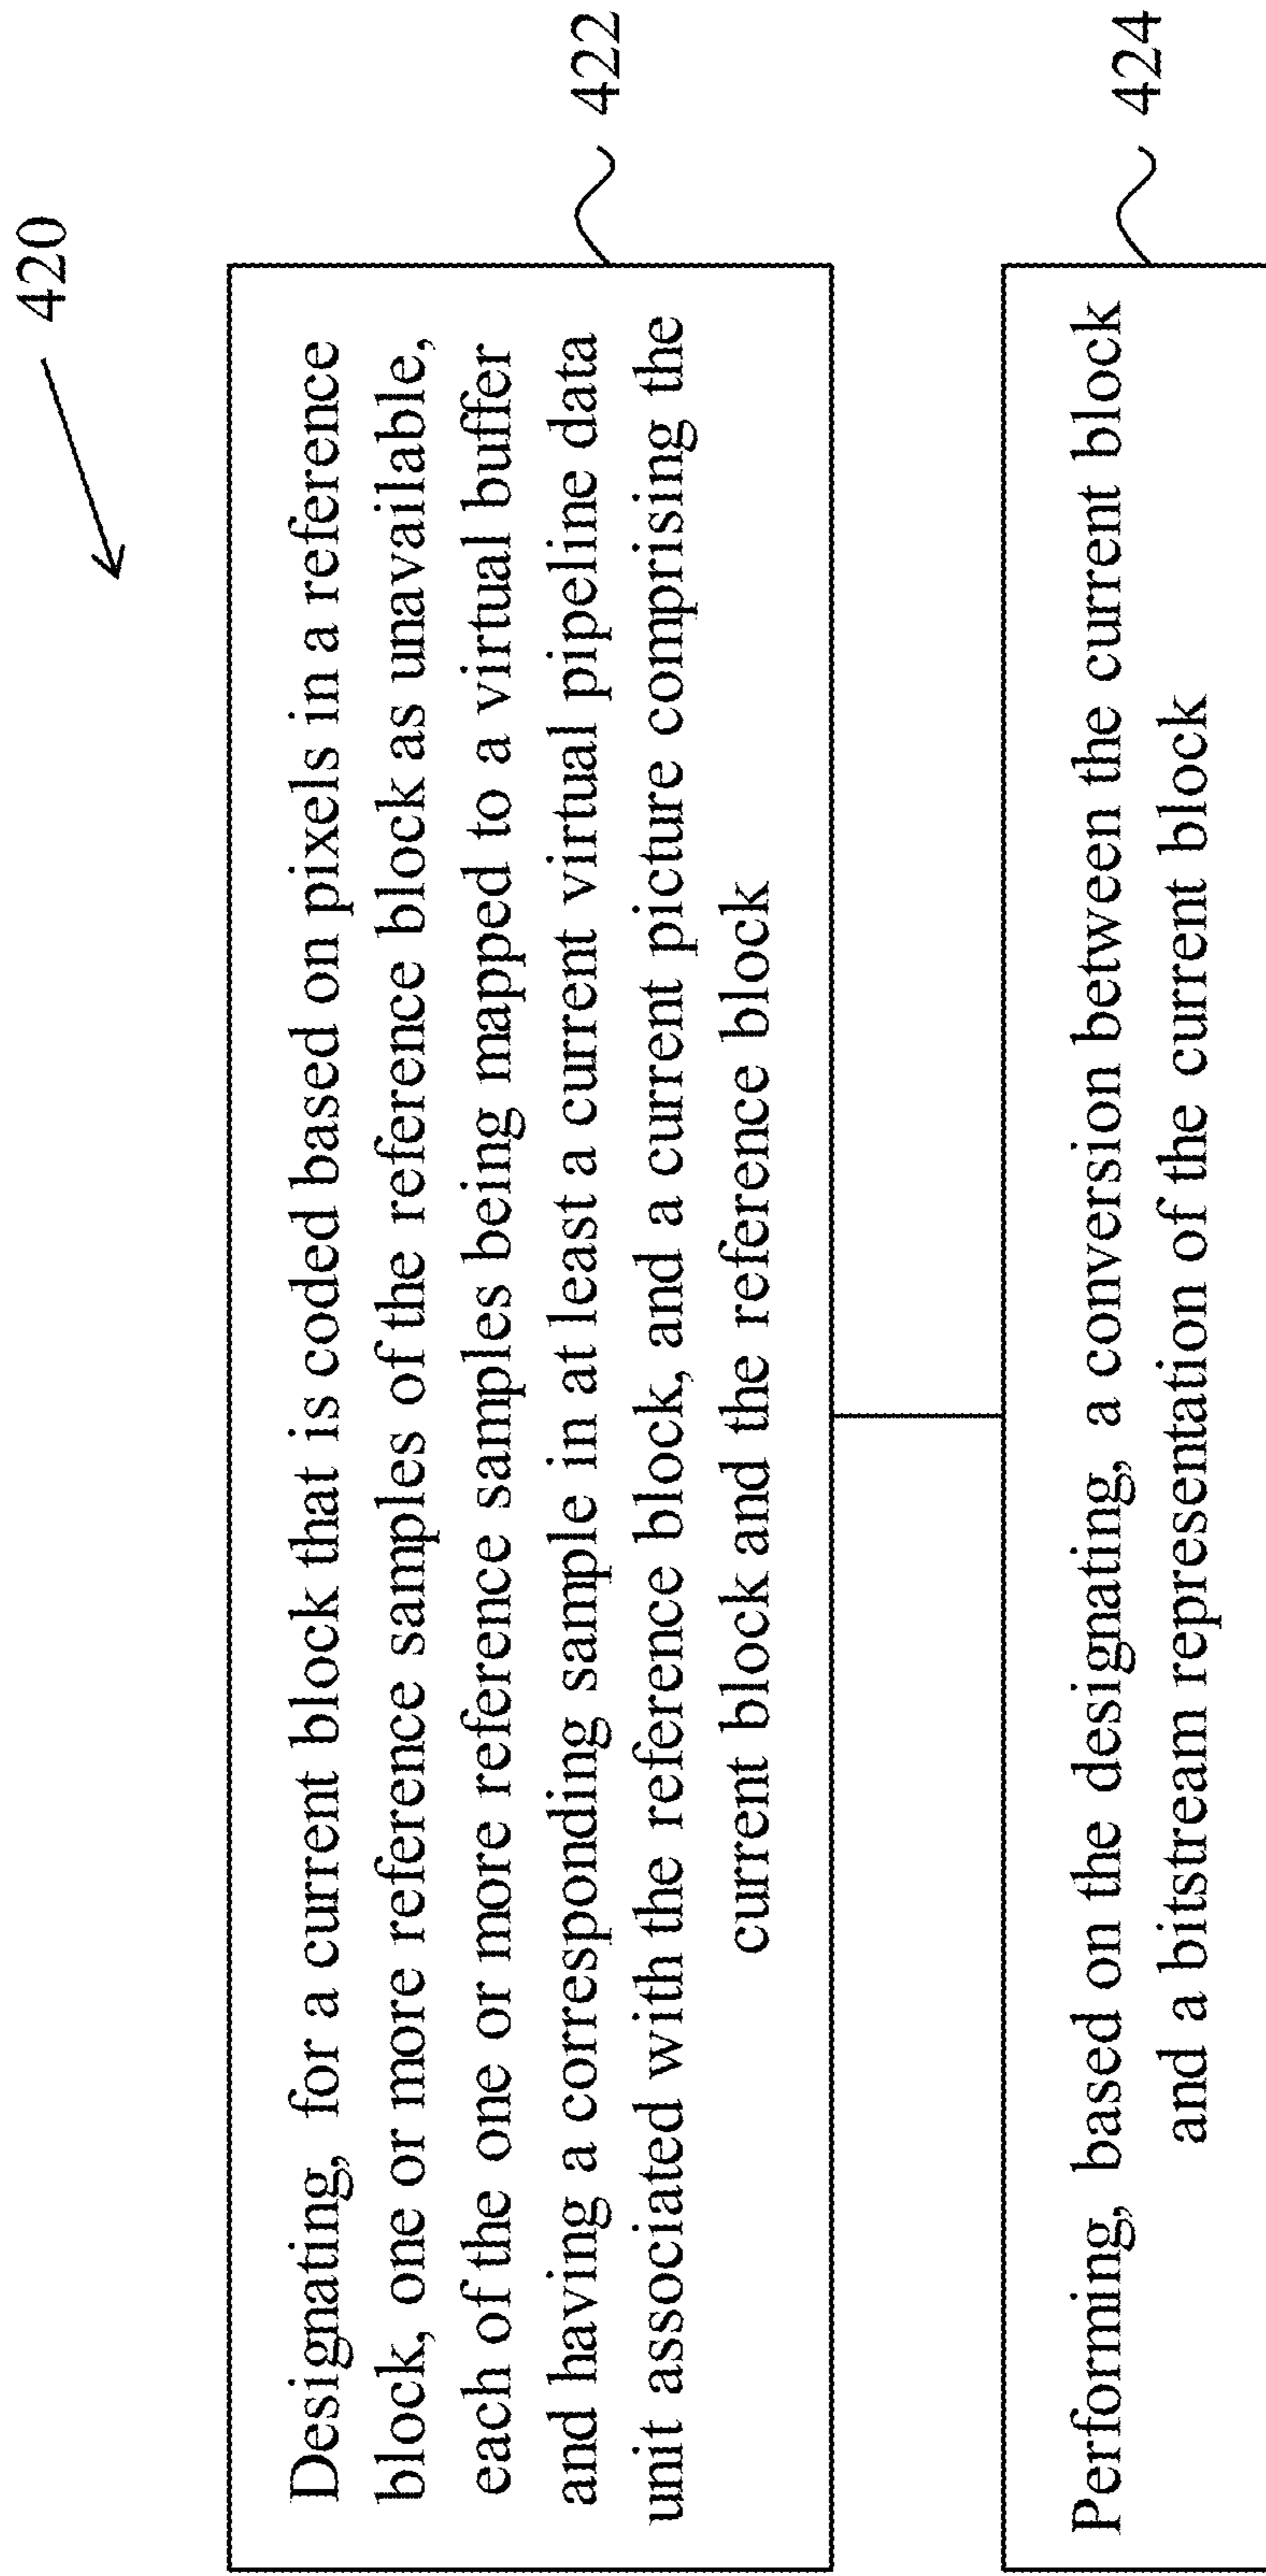 420
Designating, for a current block that is coded based on pixels in a reference
block, one or more reference samples of the reference block as unavailable,
each of the one or more reference samples being mapped to a virtual buffer
and having a corresponding sample in at least a current virtual pipeline data
unit associated with the reference block, and a current picture comprising the
current block and the reference block
422
Performing, based on the designating, a conversion between the current block
and a bitstream representation of the current block
424